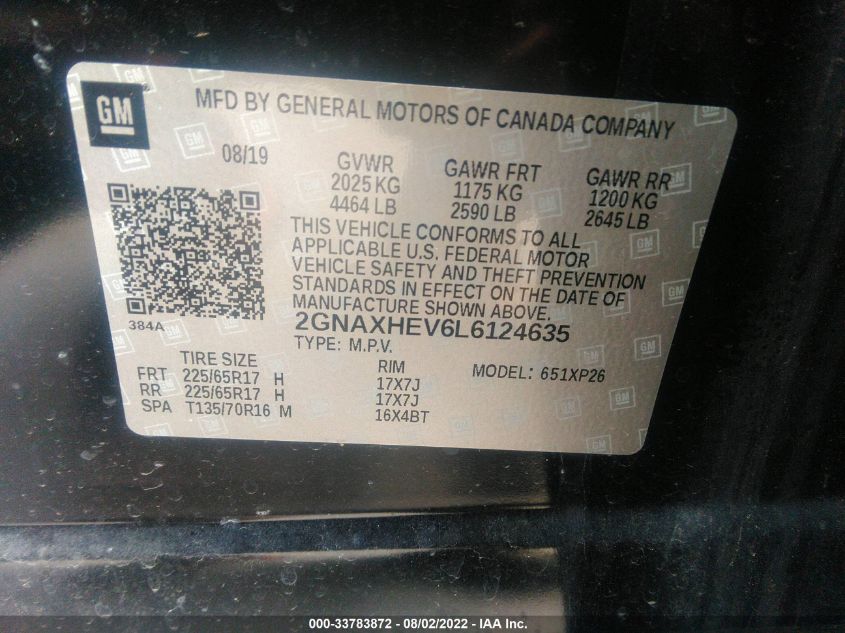 GM
MFD BY GENERAL MOTORS OF CANADA COMPANY
08/19
GVWR
2025 KG
4464 LB
GAWR FRT
1175 KG
2590 LB
GAWR RR
1200 KG
2645 LB
THIS VEHICLE CONFORMS TO ALL
APPLICABLE U.S. FEDERAL MOTOR
VEHICLE SAFETY AND THEFT PREVENTION
STANDARDS IN EFFECT ON THE DATE OF
MANUFACTURE SHOWN ABOVE.
384A
2GNAXHEV6L6124635
TYPE: M.P.V.
TIRE SIZE
RIM
MODEL: 651XP26
FRT 225/65R17 H 17X7J
RR 225/65R17 H 17X7J
SPA T135/70R16 M 16X4BT
000-33783872 - 08/02/2022 - IAA Inc.